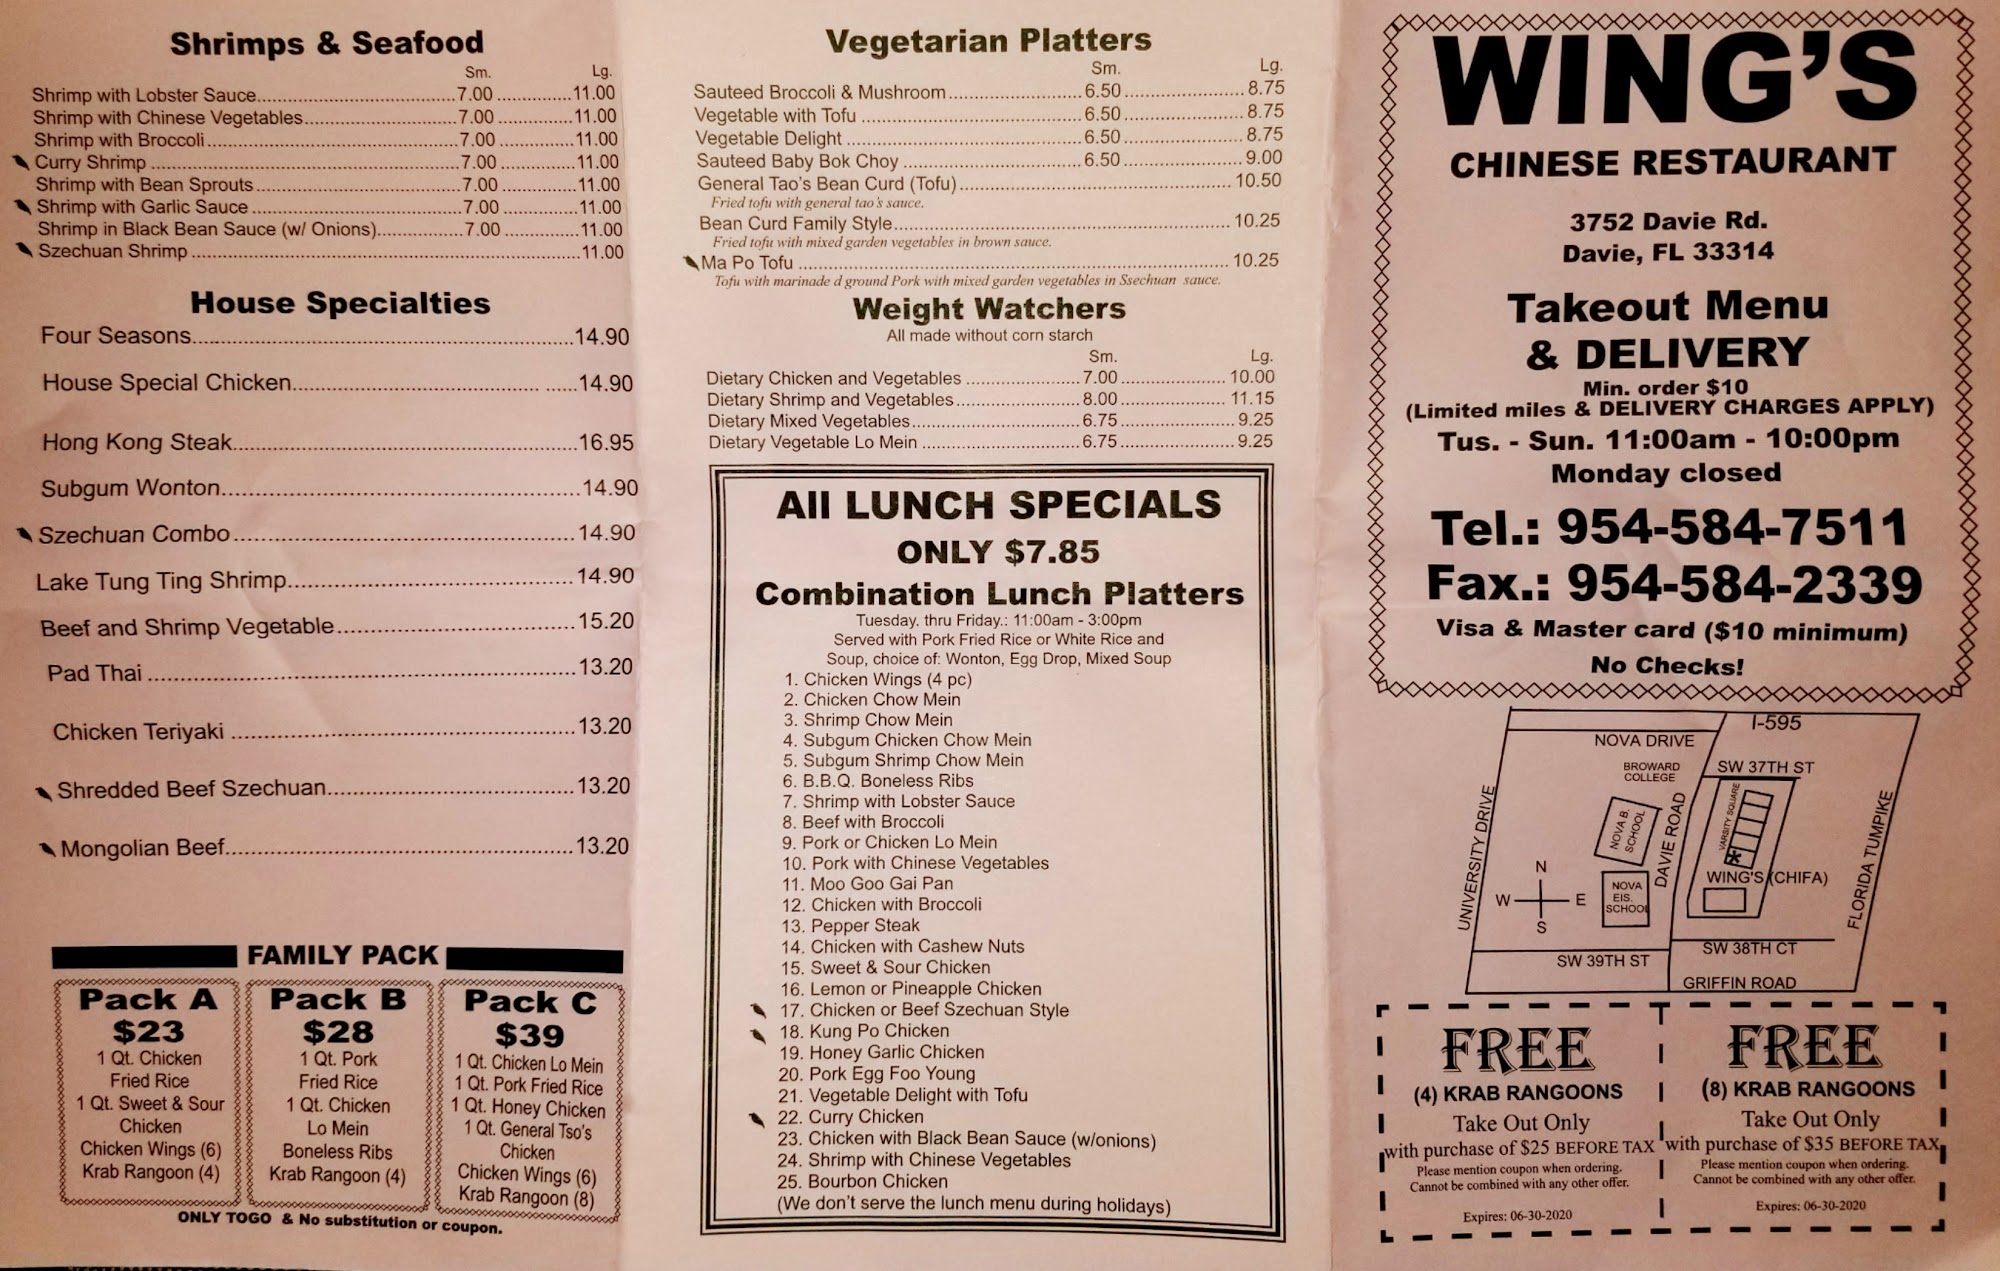 Shrimps & Seafood
Sm. Lg.
Shrimp with Lobster Sauce 7.00 11.00
Shrimp with Chinese Vegetables 7.00 11.00
Shrimp with Broccoli 7.00 11.00
Curry Shrimp 7.00 11.00
Shrimp with Bean Sprouts 7.00 11.00
Shrimp with Garlic Sauce 7.00 11.00
Shrimp in Black Bean Sauce (w/ Onions) 7.00 11.00
Szechuan Shrimp 11.00
House Specialties
Four Seasons 14.90
House Special Chicken 14.90
Hong Kong Steak 16.95
Subgum Wonton 14.90
Szechuan Combo 14.90
Lake Tung Ting Shrimp 14.90
Beef and Shrimp Vegetable 15.20
Pad Thai 13.20
Chicken Teriyaki 13.20
Shredded Beef Szechuan 13.20
Mongolian Beef 13.20
FAMILY PACK
Pack A
$23
1 Qt. Chicken
Fried Rice
1 Qt. Sweet & Sour
Chicken
Chicken Wings (6)
Krab Rangoon (4)
Pack B
$28
1 Qt. Pork
Fried Rice
1 Qt. Chicken
Lo Mein
Boneless Ribs
Krab Rangoon (4)
Pack C
$39
1 Qt. Chicken Lo Mein
1 Qt. Pork Fried Rice
1 Qt. Honey Chicken
1 Qt. General Tso's
Chicken
Chicken Wings (6)
Krab Rangoon (8)
ONLY TOGO & No substitution or coupon.
Vegetarian Platters
Sm. Lg.
Sauteed Broccoli & Mushroom 6.50 8.75
Vegetable with Tofu 6.50 8.75
Vegetable Delight 6.50 8.75
Sauteed Baby Bok Choy 6.50 9.00
General Tao's Bean Curd (Tofu) 10.50
Fried tofu with general tao's sauce.
Bean Curd Family Style 10.25
Fried tofu with mixed garden vegetables in brown sauce.
Ma Po Tofu 10.25
Tofu with marinade d ground Pork with mixed garden vegetables in Ssechuan sauce.
Weight Watchers
All made without corn starch
Sm. Lg.
Dietary Chicken and Vegetables 7.00 10.00
Dietary Shrimp and Vegetables 8.00 11.15
Dietary Mixed Vegetables 6.75 9.25
Dietary Vegetable Lo Mein 6.75 9.25
All LUNCH SPECIALS
ONLY $7.85
Combination Lunch Platters
Tuesday. thru Friday.: 11:00am - 3:00pm
Served with Pork Fried Rice or White Rice and
Soup, choice of: Wonton, Egg Drop, Mixed Soup
1. Chicken Wings (4 pc)
2. Chicken Chow Mein
3. Shrimp Chow Mein
4. Subgum Chicken Chow Mein
5. Subgum Shrimp Chow Mein
6. B.B.Q. Boneless Ribs
7. Shrimp with Lobster Sauce
8. Beef with Broccoli
9. Pork or Chicken Lo Mein
10. Pork with Chinese Vegetables
11. Moo Goo Gai Pan
12. Chicken with Broccoli
13. Pepper Steak
14. Chicken with Cashew Nuts
15. Sweet & Sour Chicken
16. Lemon or Pineapple Chicken
17. Chicken or Beef Szechuan Style
18. Kung Po Chicken
19. Honey Garlic Chicken
20. Pork Egg Foo Young
21. Vegetable Delight with Tofu
22. Curry Chicken
23. Chicken with Black Bean Sauce (w/onions)
24. Shrimp with Chinese Vegetables
25. Bourbon Chicken
(We don't serve the lunch menu during holidays)
WING'S
CHINESE RESTAURANT
3752 Davie Rd.
Davie, FL 33314
Takeout Menu
& DELIVERY
Min. order $10
(Limited miles & DELIVERY CHARGES APPLY)
Tus. - Sun. 11:00am - 10:00pm
Monday closed
Tel.: 954-584-7511
Fax.: 954-584-2339
Visa & Master card ($10 minimum)
No Checks!
I-595
NOVA DRIVE
BROWARD
COLLEGE
SW 37TH ST
UNIVERSITY DRIVE
NOVA B.
SCHOOL
DAVIE ROAD
VARSITY SQUARE
*
FLORIDA TUMPIKE
WING'S (CHIFA)
N
W E
S
NOVA
EIS.
SCHOOL
SW 38TH CT
SW 39TH ST
GRIFFIN ROAD
FREE
(4) KRAB RANGOONS
Take Out Only
with purchase of $25 BEFORE TAX
Please mention coupon when ordering.
Cannot be combined with any other offer.
Expires: 06-30-2020
FREE
(8) KRAB RANGOONS
Take Out Only
with purchase of $35 BEFORE TAX
Please mention coupon when ordering.
Cannot be combined with any other offer.
Expires: 06-30-2020